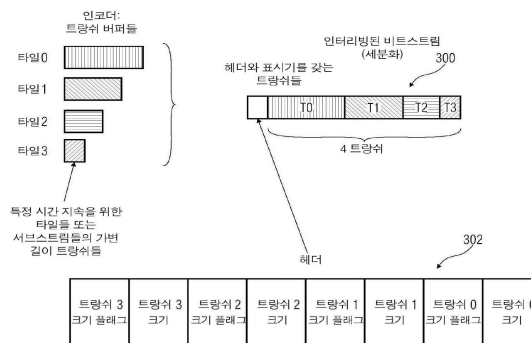 인코더:
트랑쉬 버퍼들
타일0
타일1
타일2
타일3
특정 시간 지속을 위한
타일들 또는
서브스트림들의 가변
길이 트랑쉬들
헤더와 표시기를 갖는
트랑쉬들
인터리빙된 비트스트림
(세분화)
300
T0 T1 T2 T3
4 트랑쉬
헤더
302
트랑쉬 3 크기 플래그
트랑쉬 3 크기
트랑쉬 2 크기 플래그
트랑쉬 2 크기
트랑쉬 1 크기 플래그
트랑쉬 1 크기
트랑쉬 0 크기 플래그
트랑쉬 0 크기